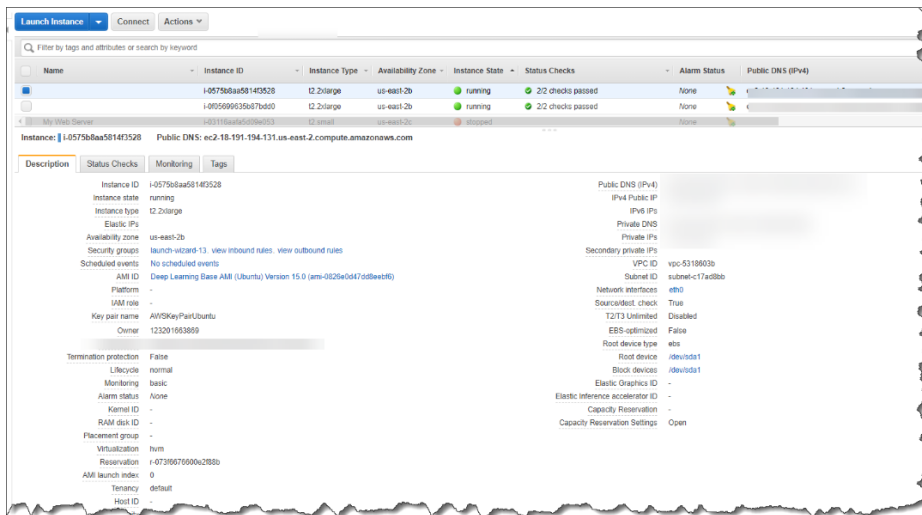 Launch Instance Connect Actions
Filter by tags and attributes or search by keyword
Name Instance ID Instance Type Availability Zone Instance State Status Checks Alarm Status Public DNS (IPv4)
i-0575b8aa5814f3528 t2.2xlarge us-east-2b running 2/2 checks passed None
i-0f05699635b87bdd0 t2.2xlarge us-east-2b running 2/2 checks passed None
My Web Server t2.small us-east-2c stopped None
Instance: i-0575b8aa5814f3528 Public DNS: ec2-18-191-194-131.us-east-2.compute.amazonaws.com
Description Status Checks Monitoring Tags
Instance ID i-0575b8aa5814f3528
Instance state running
Instance type t2.2xlarge
Elastic IPs
Availability zone us-east-2b
Security groups launch-wizard-13. view inbound rules. view outbound rules
Scheduled events No scheduled events
AMI ID Deep Learning Base AMI (Ubuntu) Version 15.0 (ami-0826e0d47dd8eebf6)
Platform -
IAM role -
Key pair name AWSKeyPairUbuntu
Owner 123201663869
Termination protection False
Lifecycle normal
Monitoring basic
Alarm status None
Kernel ID -
RAM disk ID -
Placement group -
Virtualization hvm
Reservation r-073f6676600e2f88b
AMI launch index 0
Tenancy default
Host ID -
Public DNS (IPv4)
IPv4 Public IP
IPv6 IPs
Private DNS
Private IPs
Secondary private IPs
VPC ID vpc-5318603b
Subnet ID subnet-c17ad8bb
Network interfaces eth0
Source/dest. check True
T2/T3 Unlimited Disabled
EBS-optimized False
Root device type ebs
Root device /dev/sda1
Block devices /dev/sda1
Elastic Graphics ID -
Elastic Inference accelerator ID -
Capacity Reservation -
Capacity Reservation Settings Open